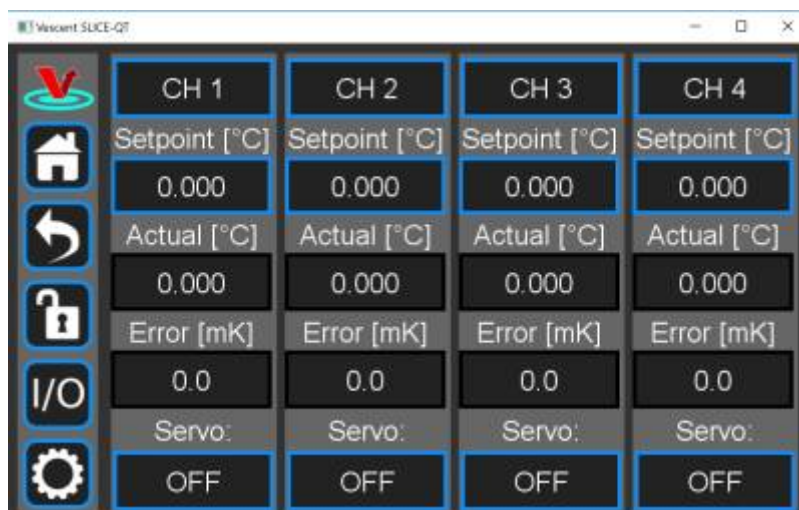 Vescent SLICE-QT
CH 1 CH 2 CH 3 CH 4
Setpoint [°C] Setpoint [°C] Setpoint [°C] Setpoint [°C]
0.000 0.000 0.000 0.000
Actual [°C] Actual [°C] Actual [°C] Actual [°C]
0.000 0.000 0.000 0.000
Error [mK] Error [mK] Error [mK] Error [mK]
I/O 0.0 0.0 0.0 0.0
Servo: Servo: Servo: Servo:
OFF OFF OFF OFF